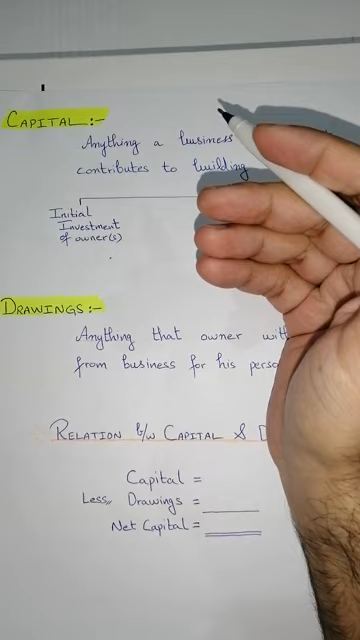 CAPITAL:-
Anything a business
contributes to building
Initial
Investment
of owner(s)
DRAWINGS:-
Anything that owner
from business for his
RELATION b/w CAPITAL &
Capital =
Less,, Drawings =
Net Capital =